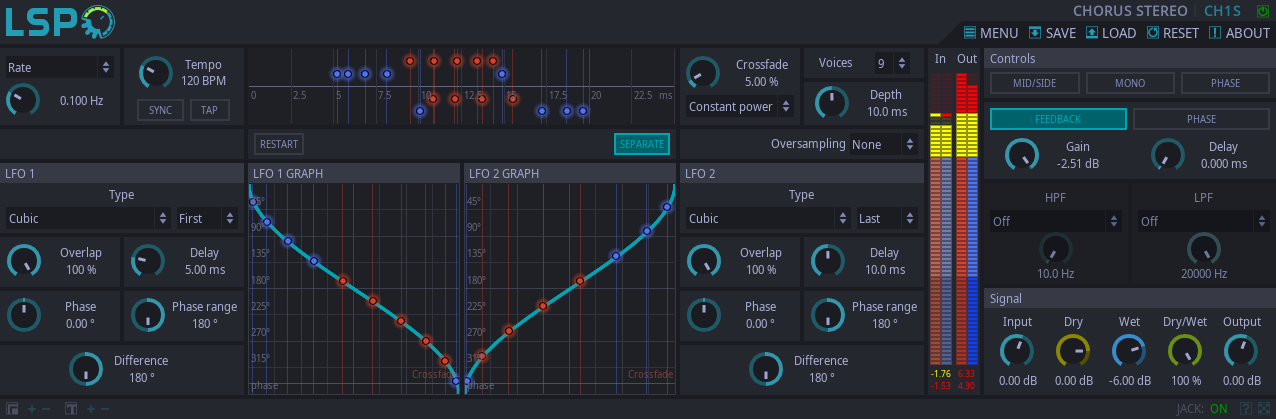 LSP
CHORUS STEREO CH1S
MENU SAVE LOAD RESET ABOUT
Rate
0.100 Hz
Tempo
120 BPM
SYNC TAP
0 2.5 5 7.5 10 12.5 15 17.5 20 22.5 ms
Crossfade
5.00 %
Constant power
Voices 9
Depth
10.0 ms
RESTART SEPARATE
Oversampling None
LFO 1
Type
Cubic First
Overlap
100 %
Delay
5.00 ms
Phase
0.00 °
Phase range
180 °
Difference
180 °
LFO 1 GRAPH
45°
90°
135°
180°
225°
270°
315°
phase
Crossfade
LFO 2 GRAPH
45°
90°
135°
180°
225°
270°
315°
phase
Crossfade
LFO 2
Type
Cubic Last
Overlap
100 %
Delay
10.0 ms
Phase
0.00 °
Phase range
180 °
Difference
180 °
In Out
-1.76 6.33
-1.53 4.30
Controls
MID/SIDE MONO PHASE
FEEDBACK PHASE
Gain
-2.51 dB
Delay
0.000 ms
HPF LPF
Off Off
10.0 Hz 20000 Hz
Signal
Input Dry Wet Dry/Wet Output
0.00 dB 0.00 dB -6.00 dB 100 % 0.00 dB
JACK: ON